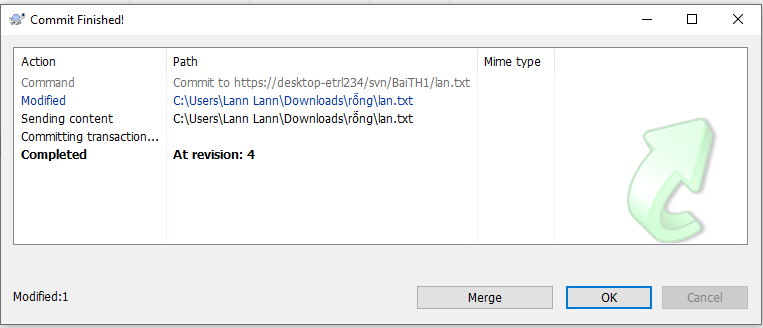 Commit Finished!
Action Path Mime type
Command Commit to https://desktop-etrl234/svn/BaiTH1/lan.txt
Modified C:\Users\Lann Lann\Downloads\rỗng\lan.txt
Sending content C:\Users\Lann Lann\Downloads\rỗng\lan.txt
Committing transaction...
Completed At revision: 4
Modified:1 Merge OK Cancel